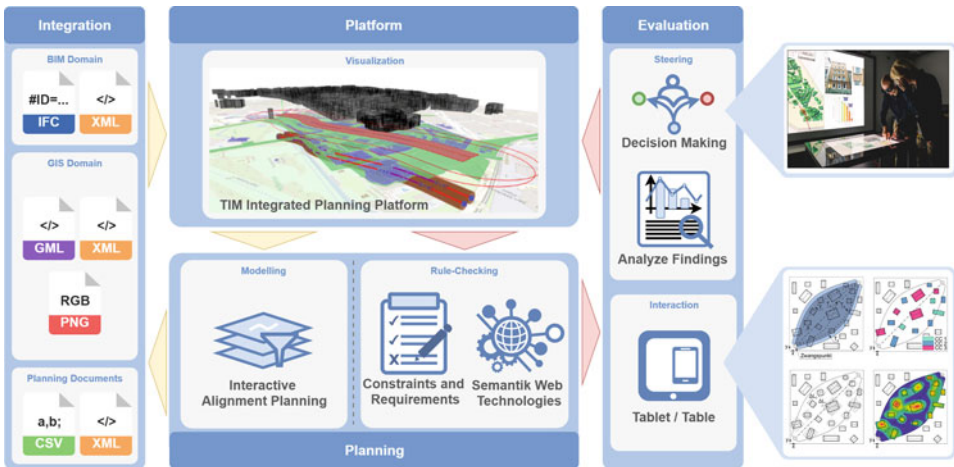 Integration
BIM Domain
#ID=...
IFC
</>
XML
GIS Domain
</>
GML
</>
XML
RGB
PNG
Planning Documents
a,b;
CSV
</>
XML
Platform
Visualization
TIM Integrated Planning Platform
Modelling
Interactive
Alignment Planning
Rule-Checking
Constraints and
Requirements
Semantik Web
Technologies
Planning
Evaluation
Steering
Decision Making
Analyze Findings
Interaction
Tablet / Table
Zwangspunkt